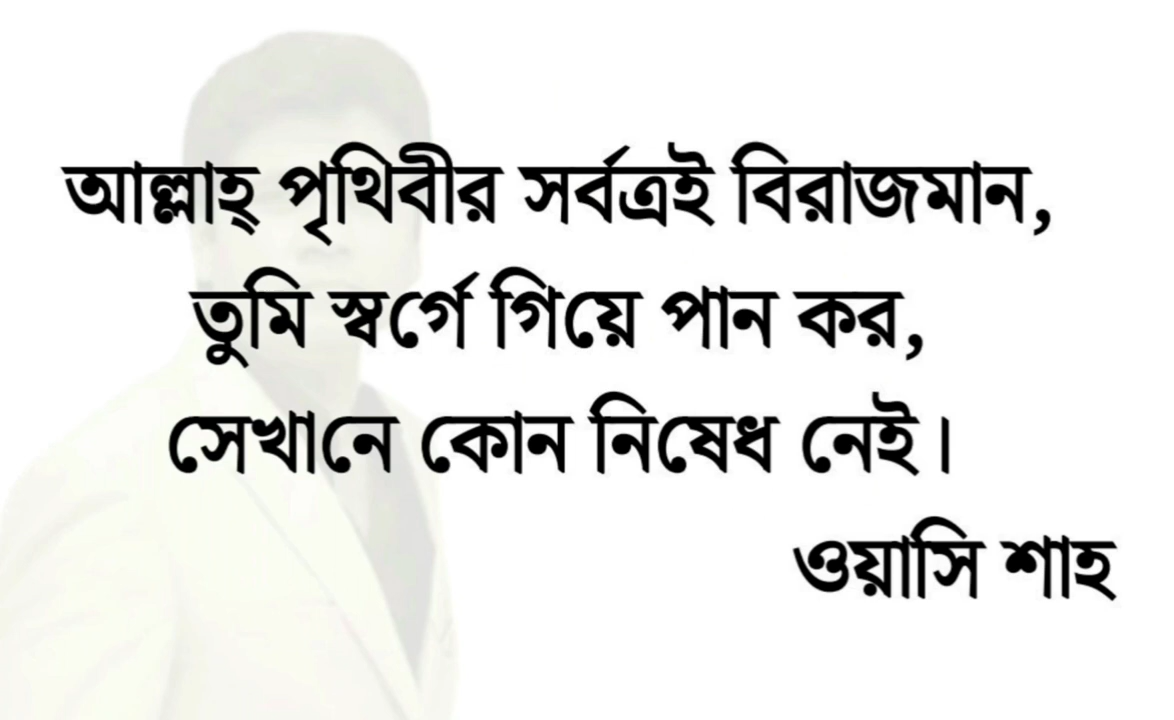 আল্লাহ্ পৃথিবীর সর্বত্রই বিরাজমান,
তুমি স্বর্গে গিয়ে পান কর,
সেখানে কোন নিষেধ নেই।
ওয়াসি শাহ